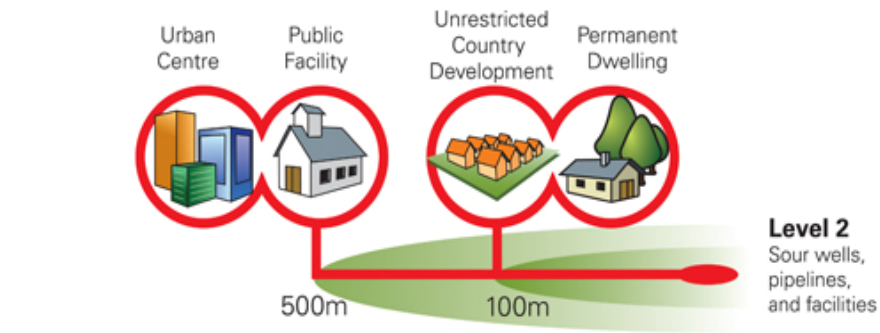 Urban
Centre
Public
Facility
Unrestricted
Country
Development
Permanent
Dwelling
500m
100m
Level 2
Sour wells,
pipelines,
and facilities